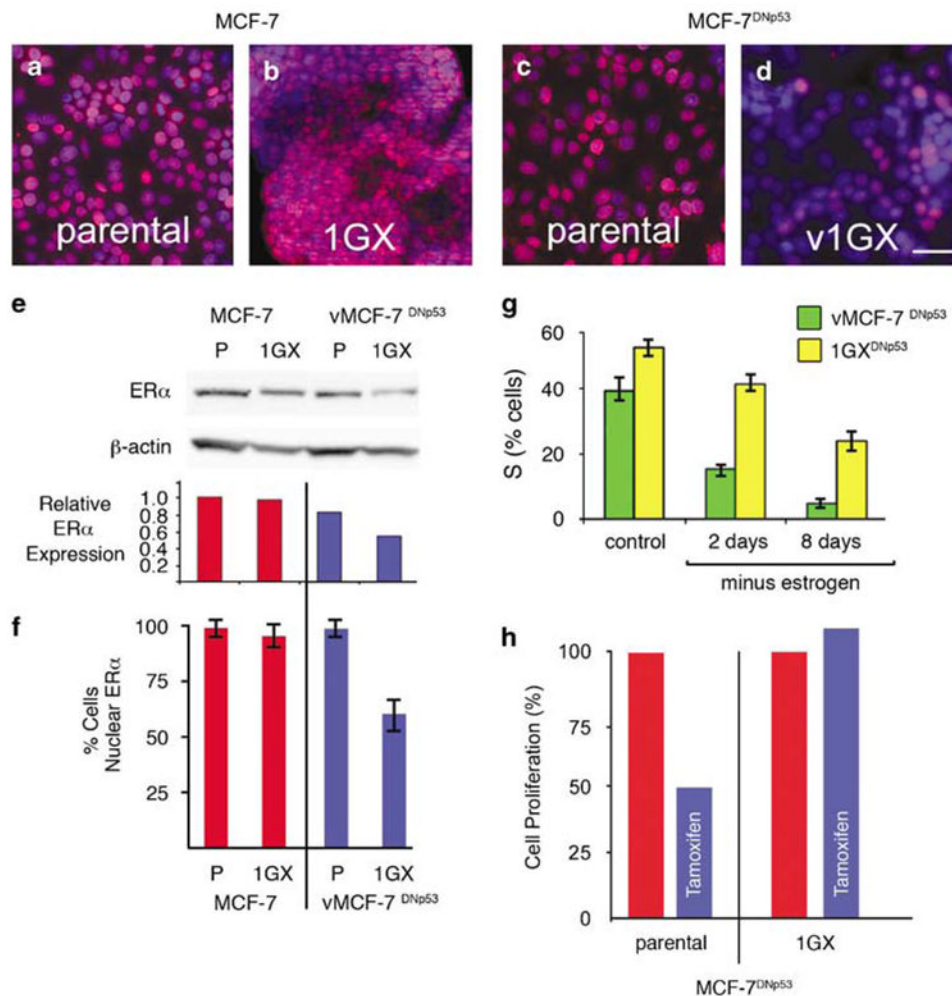 MCF-7
MCF-7DNp53
a
parental
b
1GX
c
parental
d
v1GX
e
MCF-7
vMCF-7 DNp53
P
1GX
P
1GX
ERα
β-actin
Relative
ERα
Expression
1.0
0.8
0.6
0.4
0.2
f
% Cells
Nuclear ERα
100
75
50
25
P
1GX
P
1GX
MCF-7
vMCF-7 DNp53
g
vMCF-7 DNp53
1GXDNp53
S (% cells)
60
40
20
0
control
2 days
8 days
minus estrogen
h
Cell Proliferation (%)
100
75
50
25
0
Tamoxifen
Tamoxifen
parental
1GX
MCF-7DNp53